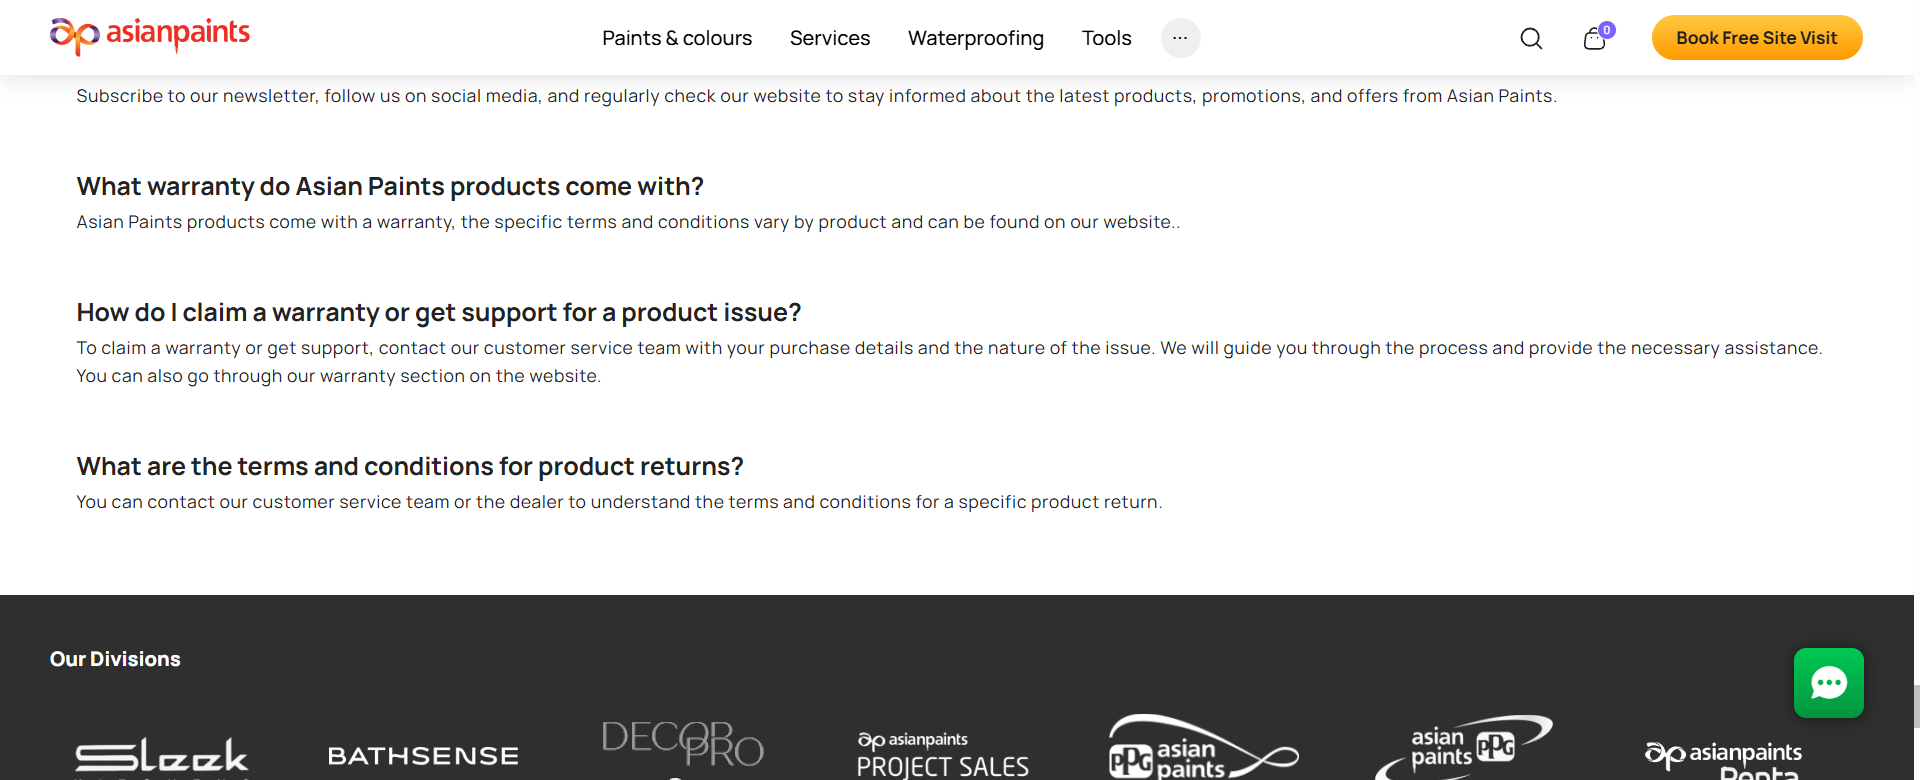 asianpaints
Paints & colours Services Waterproofing Tools
0
Book Free Site Visit
Subscribe to our newsletter, follow us on social media, and regularly check our website to stay informed about the latest products, promotions, and offers from Asian Paints.
What warranty do Asian Paints products come with?
Asian Paints products come with a warranty, the specific terms and conditions vary by product and can be found on our website..
How do I claim a warranty or get support for a product issue?
To claim a warranty or get support, contact our customer service team with your purchase details and the nature of the issue. We will guide you through the process and provide the necessary assistance.
You can also go through our warranty section on the website.
What are the terms and conditions for product returns?
You can contact our customer service team or the dealer to understand the terms and conditions for a specific product return.
Our Divisions
Sleek
BATHSENSE
DECOR
PRO
ap asianpaints
PROJECT SALES
PPG asian
paints
asian
paints PPG
ap asianpaints